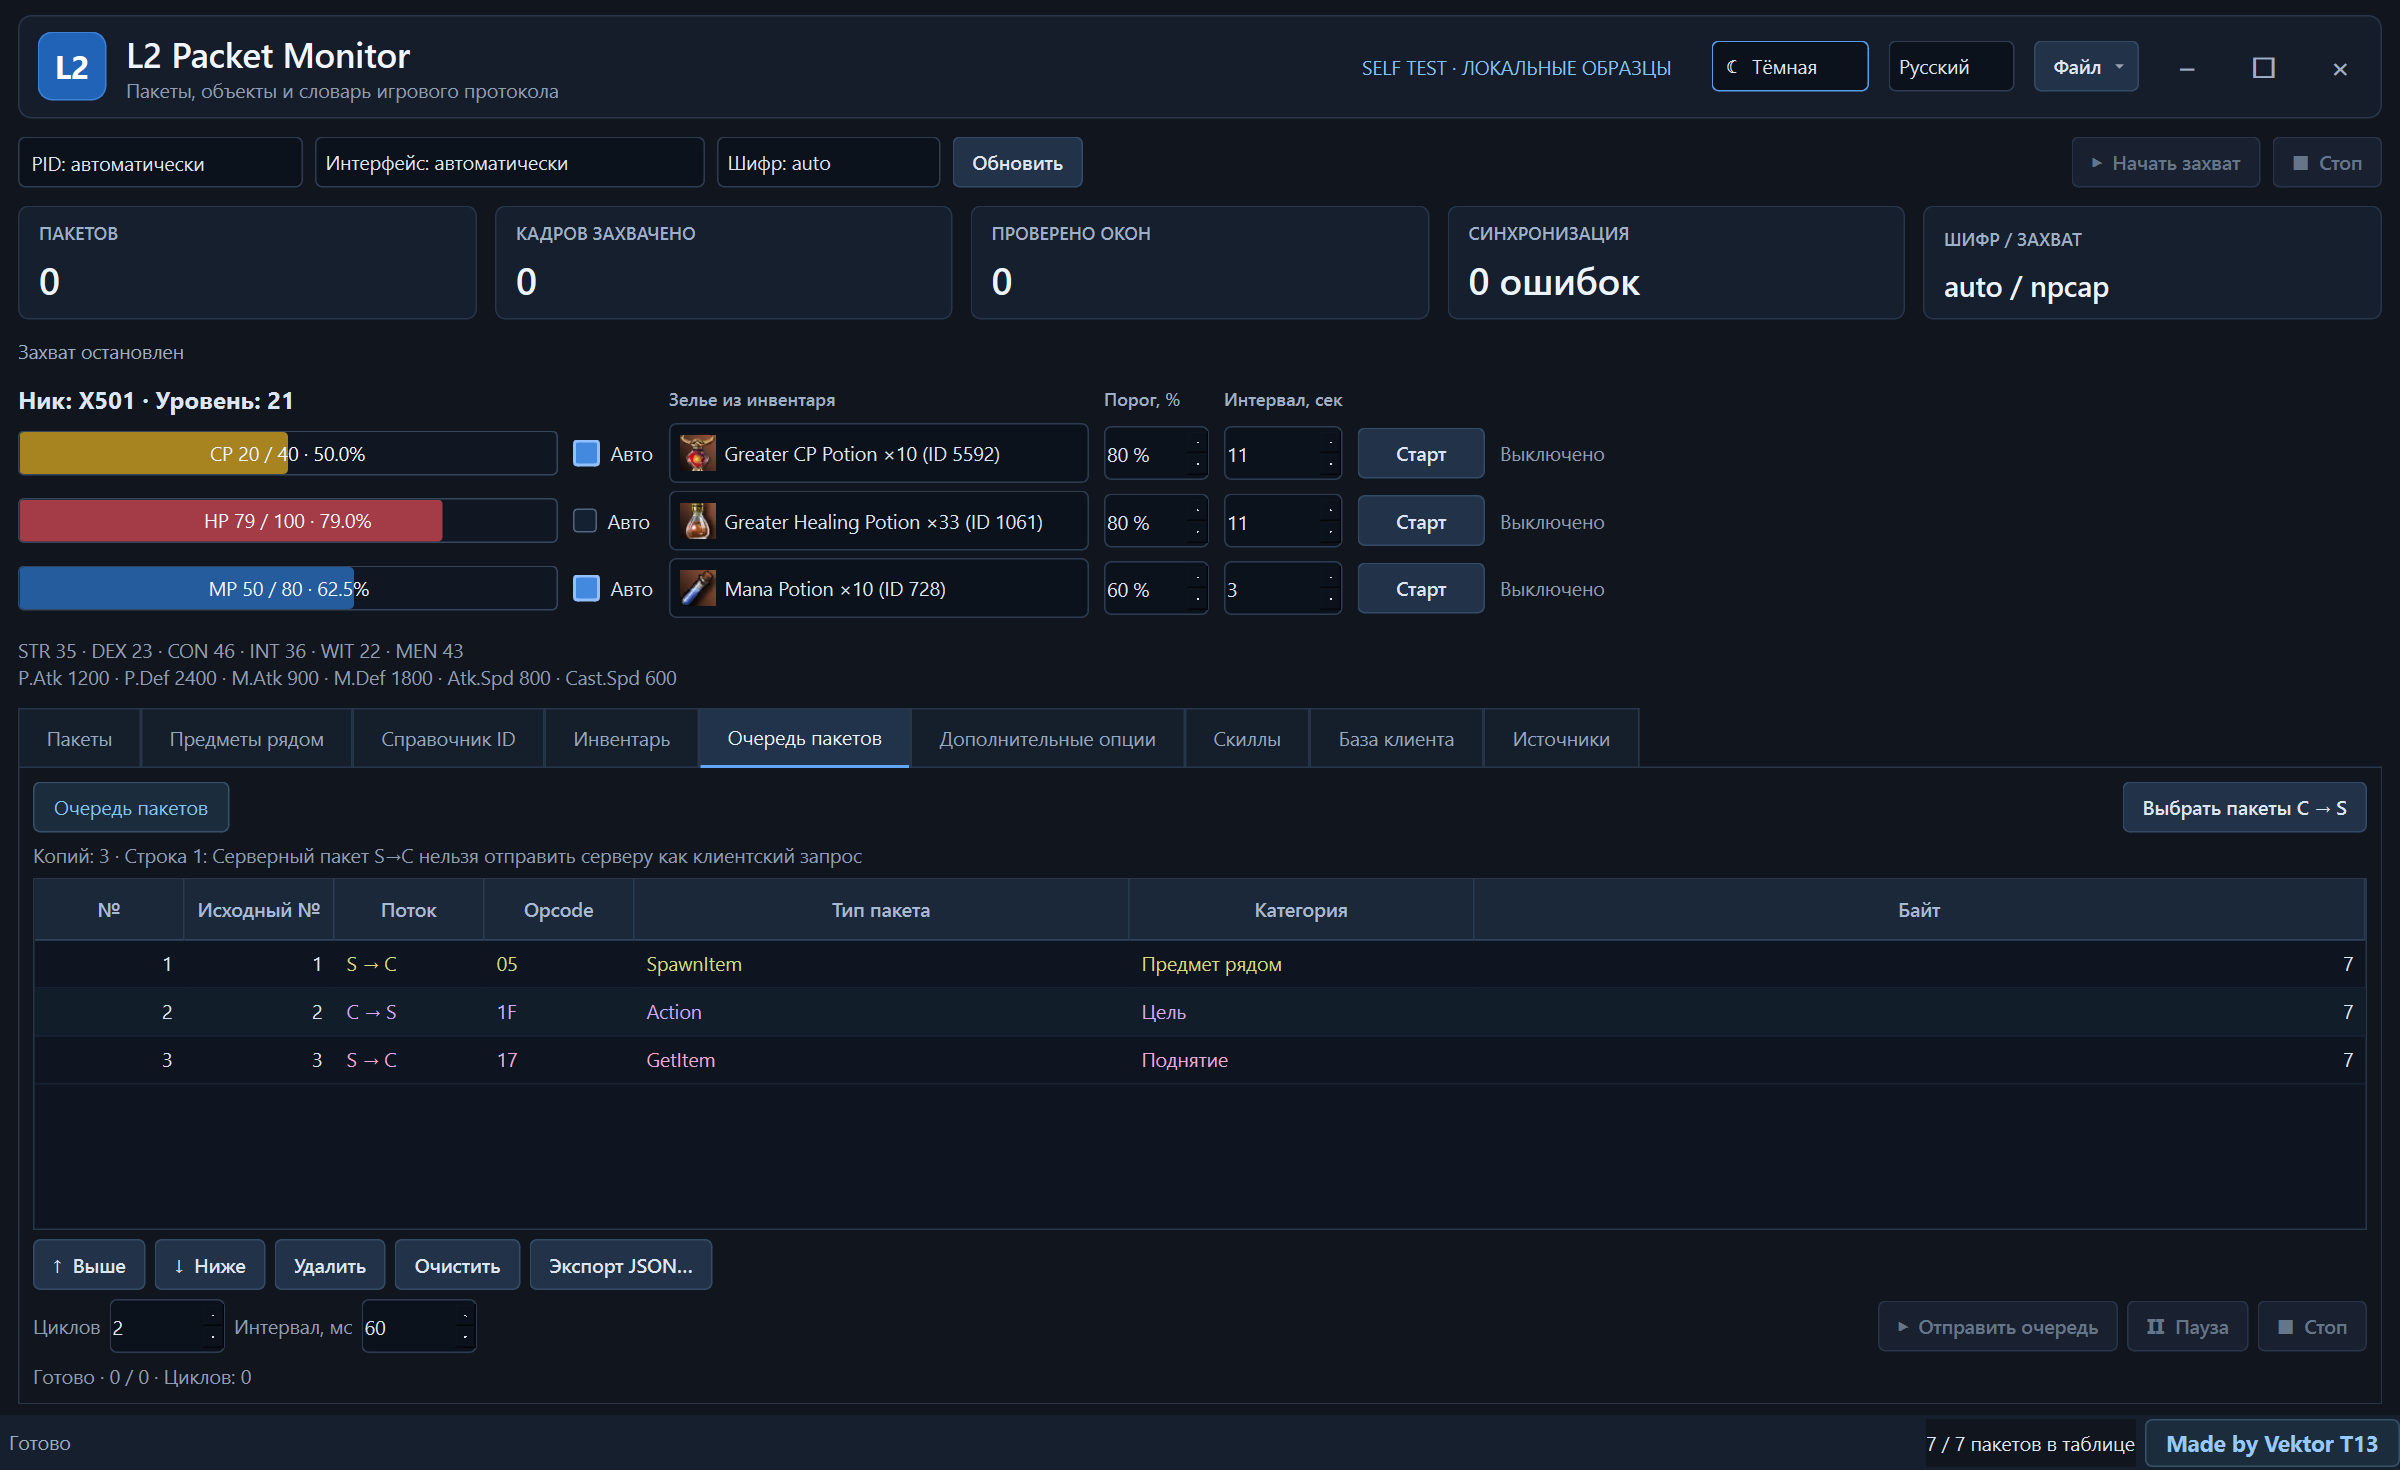 L2 L2 Packet Monitor
Пакеты, объекты и словарь игрового протокола
SELF TEST · ЛОКАЛЬНЫЕ ОБРАЗЦЫ ☾ Тёмная Русский Файл
PID: автоматически Интерфейс: автоматически Шифр: auto Обновить Начать захват Стоп
ПАКЕТОВ КАДРОВ ЗАХВАЧЕНО ПРОВЕРЕНО ОКОН СИНХРОНИЗАЦИЯ ШИФР / ЗАХВАТ
0 0 0 0 ошибок auto / npcap
Захват остановлен
Ник: X501 · Уровень: 21 Зелье из инвентаря Порог, % Интервал, сек
CP 20 / 40 · 50.0% Авто Greater CP Potion ×10 (ID 5592) 80 % 11 Старт Выключено
HP 79 / 100 · 79.0% Авто Greater Healing Potion ×33 (ID 1061) 80 % 11 Старт Выключено
MP 50 / 80 · 62.5% Авто Mana Potion ×10 (ID 728) 60 % 3 Старт Выключено
STR 35 · DEX 23 · CON 46 · INT 36 · WIT 22 · MEN 43
P.Atk 1200 · P.Def 2400 · M.Atk 900 · M.Def 1800 · Atk.Spd 800 · Cast.Spd 600
Пакеты Предметы рядом Справочник ID Инвентарь Очередь пакетов Дополнительные опции Скиллы База клиента Источники
Очередь пакетов Выбрать пакеты C → S
Копий: 3 · Строка 1: Серверный пакет S→C нельзя отправить серверу как клиентский запрос
№ Исходный № Поток Opcode Тип пакета Категория Байт
1 1 S → C 05 SpawnItem Предмет рядом 7
2 2 C → S 1F Action Цель 7
3 3 S → C 17 GetItem Поднятие 7
↑ Выше ↓ Ниже Удалить Очистить Экспорт JSON...
Циклов 2 Интервал, мс 60 Отправить очередь Пауза Стоп
Готово · 0 / 0 · Циклов: 0
Готово 7 / 7 пакетов в таблице Made by Vektor T13